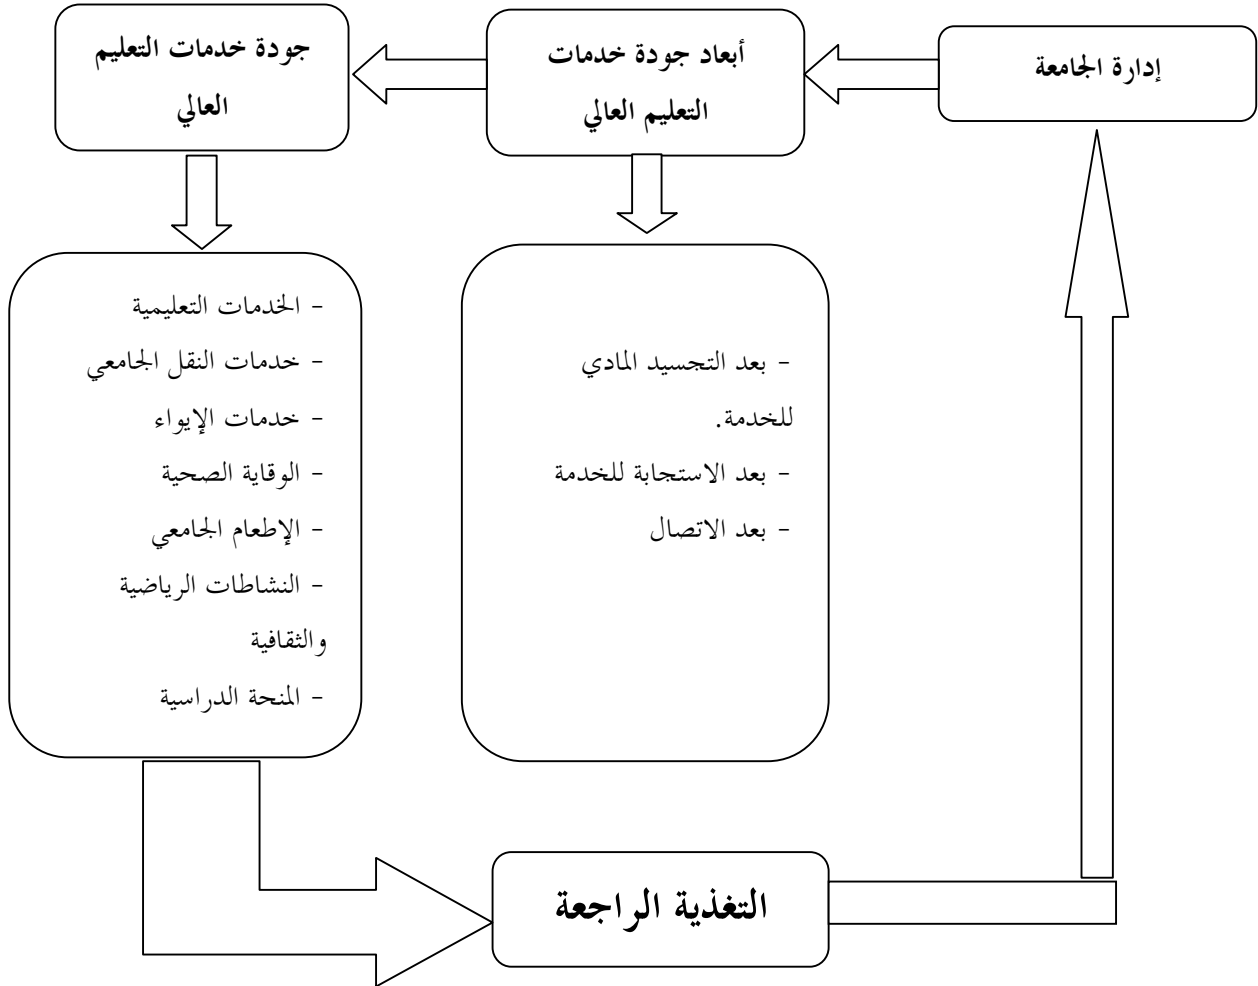 إدارة الجامعة
أبعاد جودة خدمات
التعليم العالي
جودة خدمات التعليم
العالي
- بعد التجسيد المادي
للخدمة.
- بعد الاستجابة للخدمة
- بعد الاتصال
- الخدمات التعليمية
- خدمات النقل الجامعي
- خدمات الإيواء
- الوقاية الصحية
- الإطعام الجامعي
- النشاطات الرياضية
والثقافية
- المنحة الدراسية
التغذية الراجعة